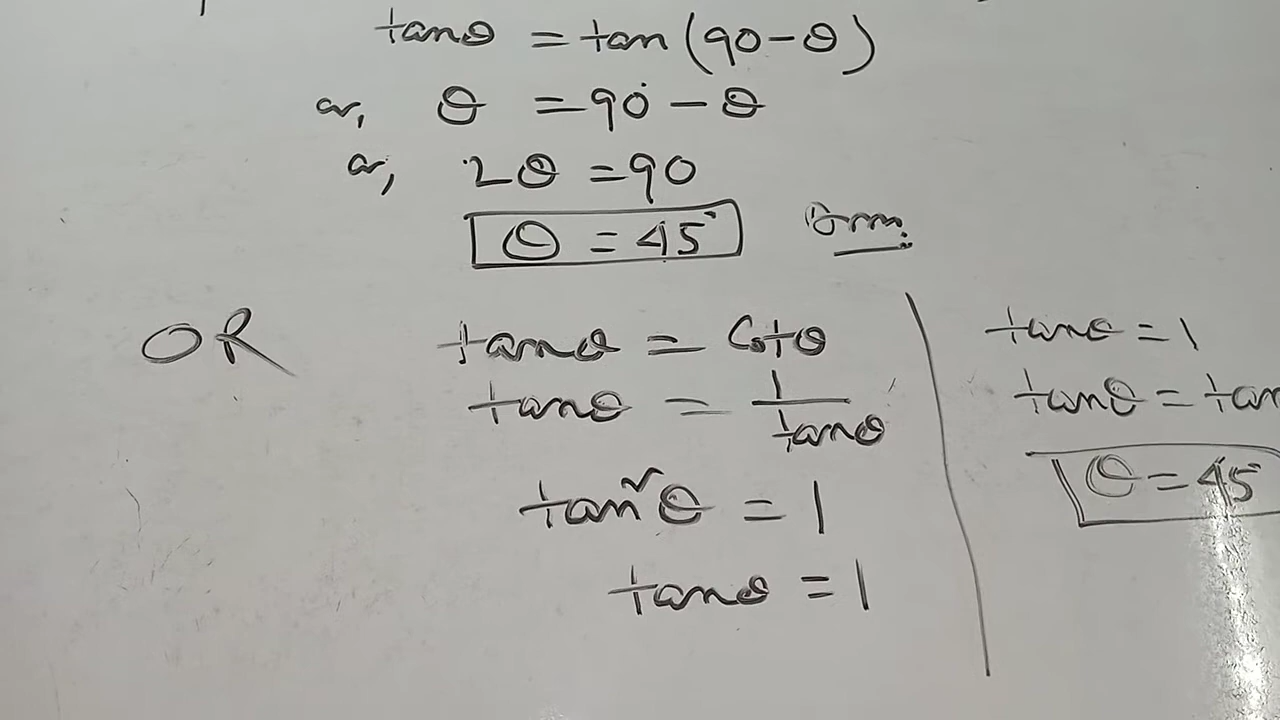 tanθ = tan(90-θ)
or, θ = 90° - θ
or, 2θ = 90
θ = 45°
OR
tanθ = Cotθ
tanθ = 1/tanθ
tan²θ = 1
tanθ = 1
tanθ = 1
tanθ = tan
θ = 45